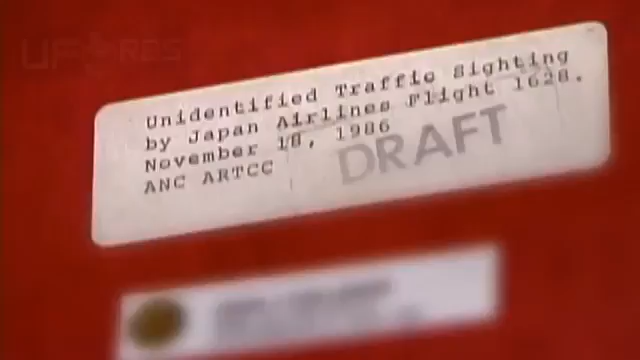 Unidentified Traffic Sighting
by Japan Airlines Flight 1628.
November 18, 1986
ANC ARTCC
DRAFT